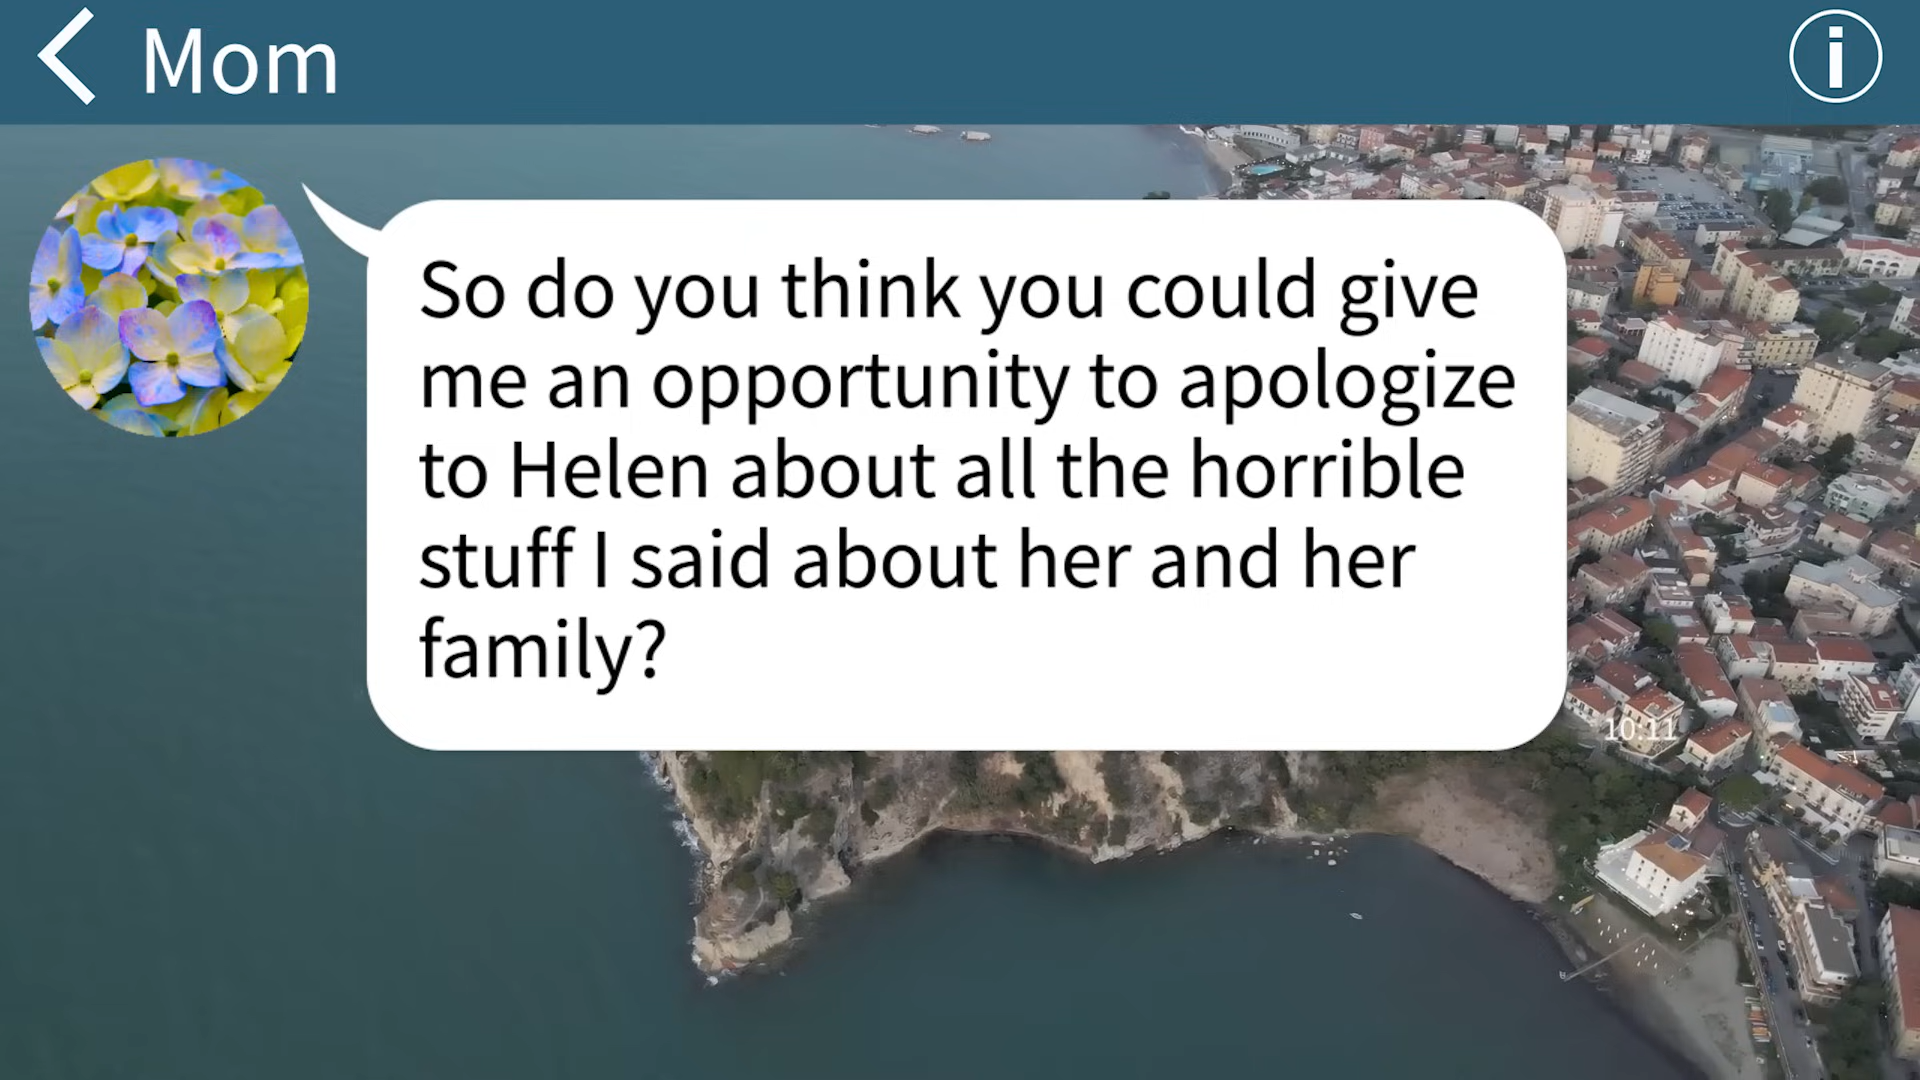 Mom
So do you think you could give
me an opportunity to apologize
to Helen about all the horrible
stuff I said about her and her
family?
10:11